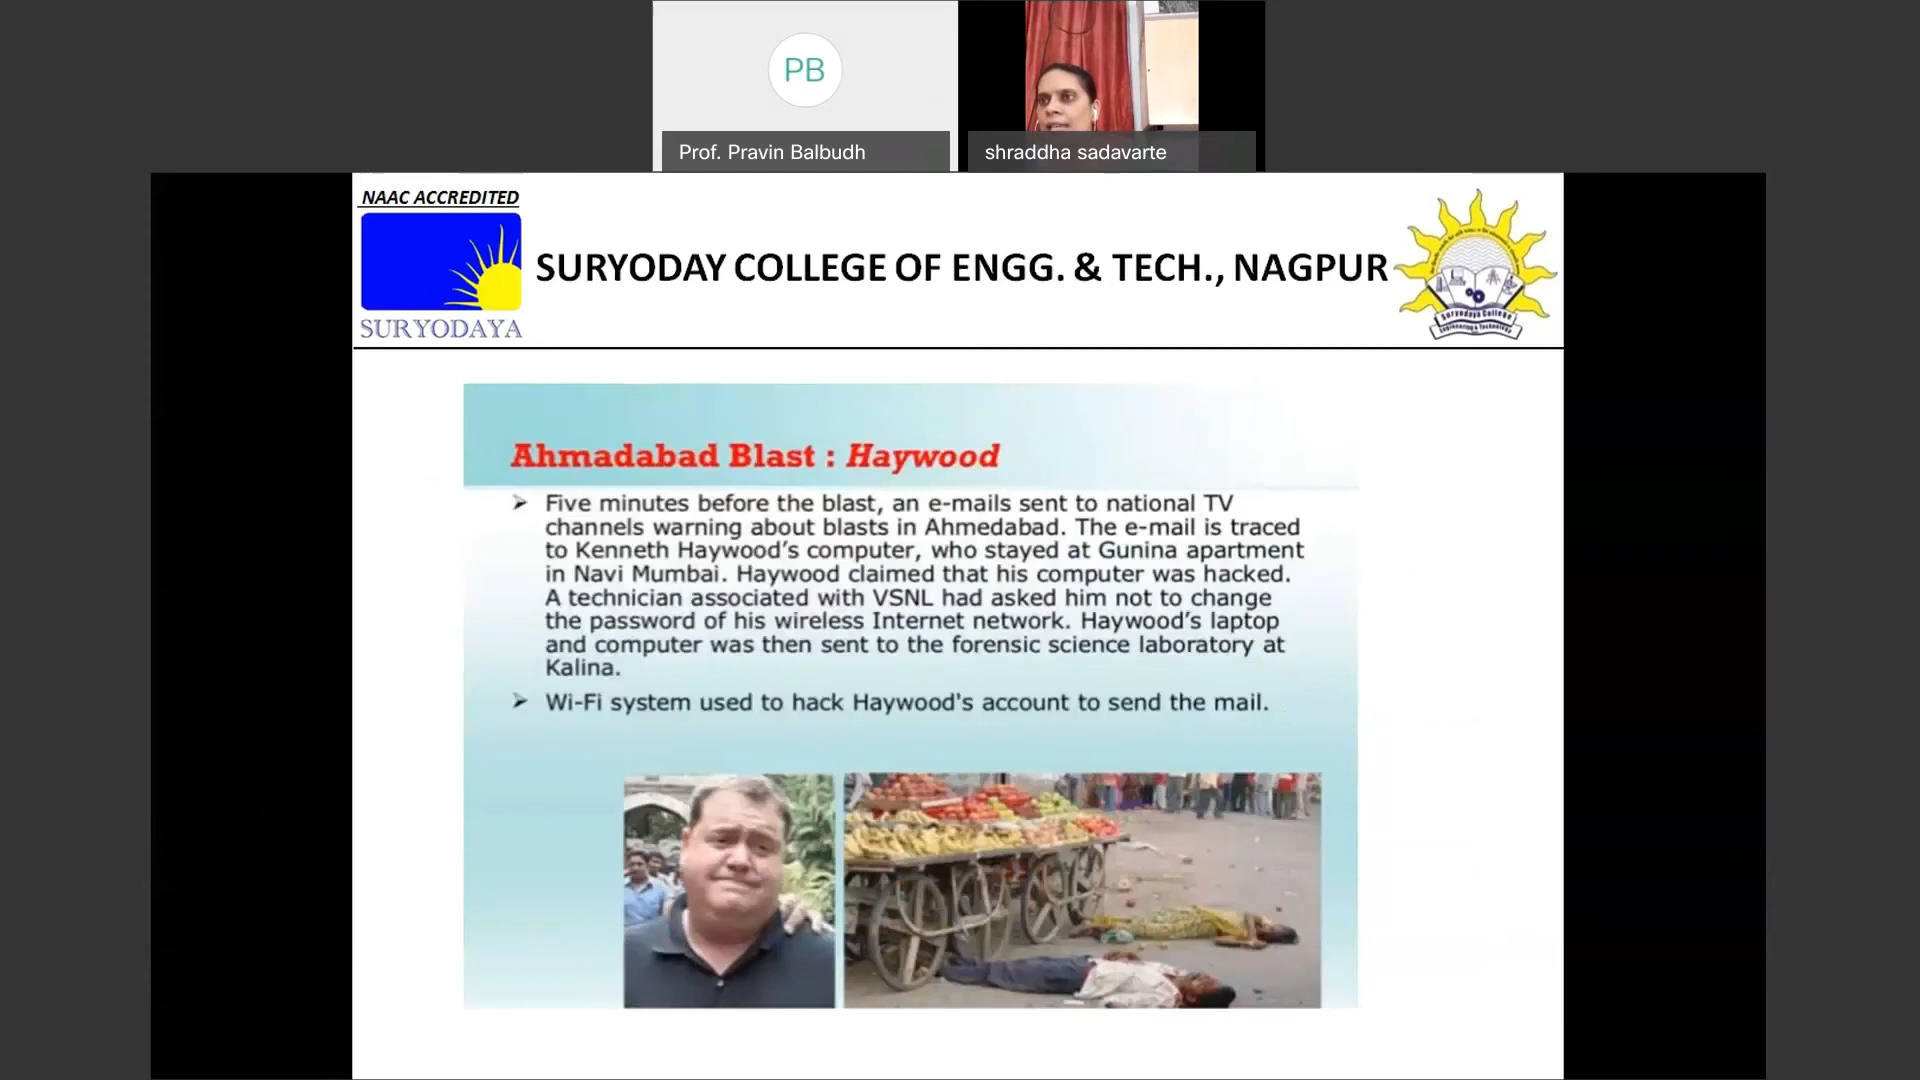 PB
Prof. Pravin Balbudh
shraddha sadavarte
NAAC ACCREDITED
SURYODAYA
SURYODAY COLLEGE OF ENGG. & TECH., NAGPUR
Suryodaya College
Engineering & Technology
Ahmadabad Blast : Haywood
➢ Five minutes before the blast, an e-mails sent to national TV
channels warning about blasts in Ahmedabad. The e-mail is traced
to Kenneth Haywood's computer, who stayed at Gunina apartment
in Navi Mumbai. Haywood claimed that his computer was hacked.
A technician associated with VSNL had asked him not to change
the password of his wireless Internet network. Haywood's laptop
and computer was then sent to the forensic science laboratory at
Kalina.
➢ Wi-Fi system used to hack Haywood's account to send the mail.